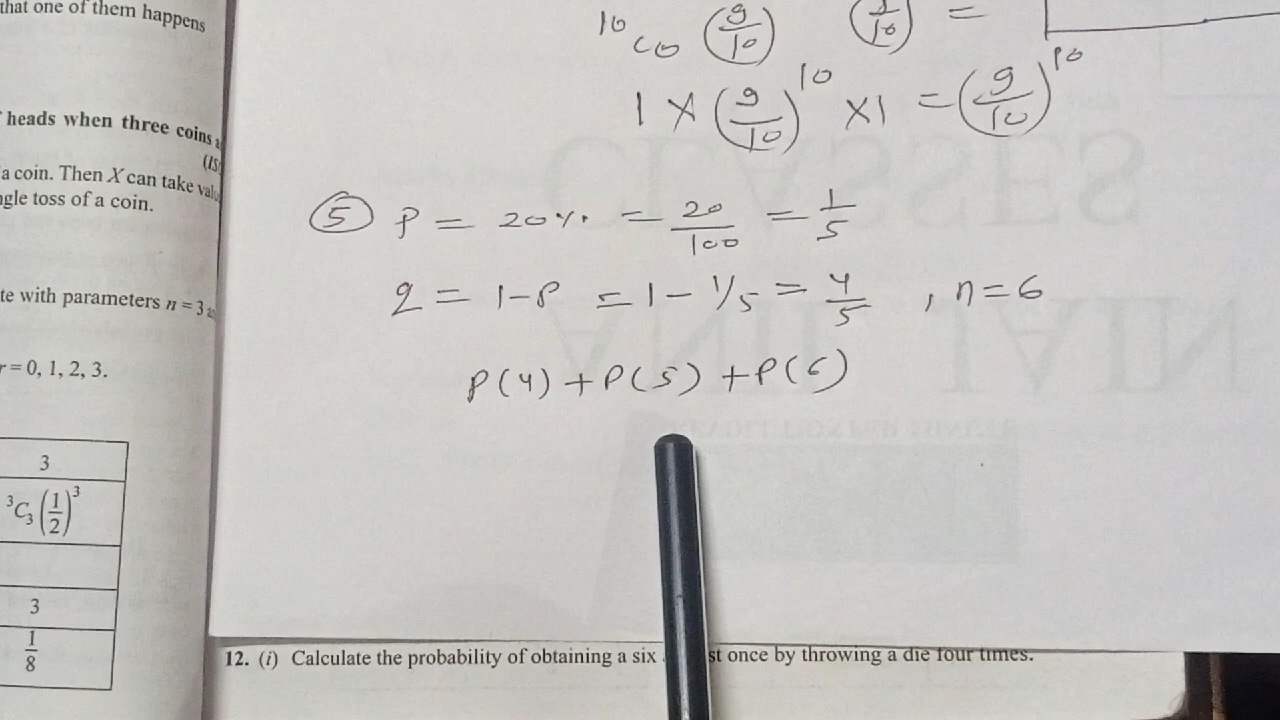 that one of them happens
heads when three coins
a coin. Then X can take
gle toss of a coin.
te with parameters n = 3
r = 0, 1, 2, 3.
3
³C₃ (1/2)³
3
1/8
¹⁰C₀ (9/10) (1/10) =
1 × (9/10)¹⁰ × 1 = (9/10)¹⁰
⑤ P = 20% = 20/100 = 1/5
q = 1-P = 1 - 1/5 = 4/5 , n = 6
P(4) + P(5) + P(6)
12. (i) Calculate the probability of obtaining a six st once by throwing a die four times.